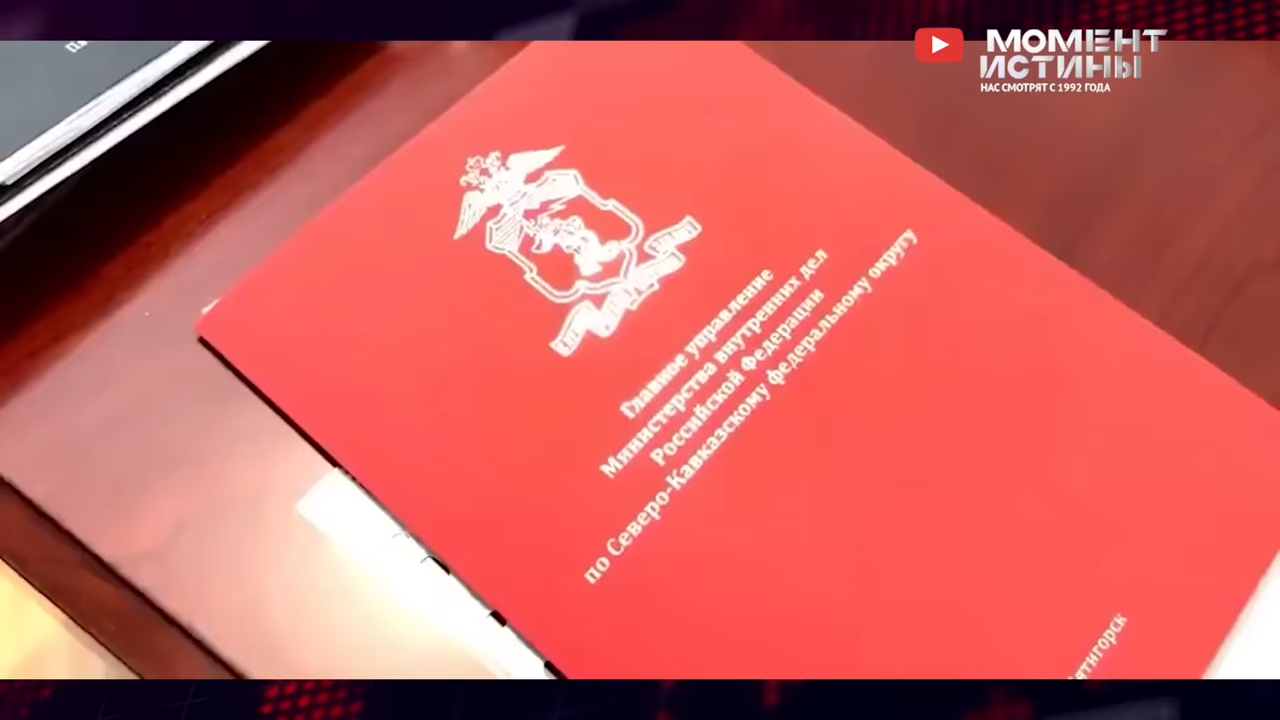 МОМЕНТ
ИСТИНЫ
НАС СМОТРЯТ С 1992 ГОДА
Главное управление
Министерства внутренних дел
Российской Федерации
по Северо-Кавказскому федеральному округу